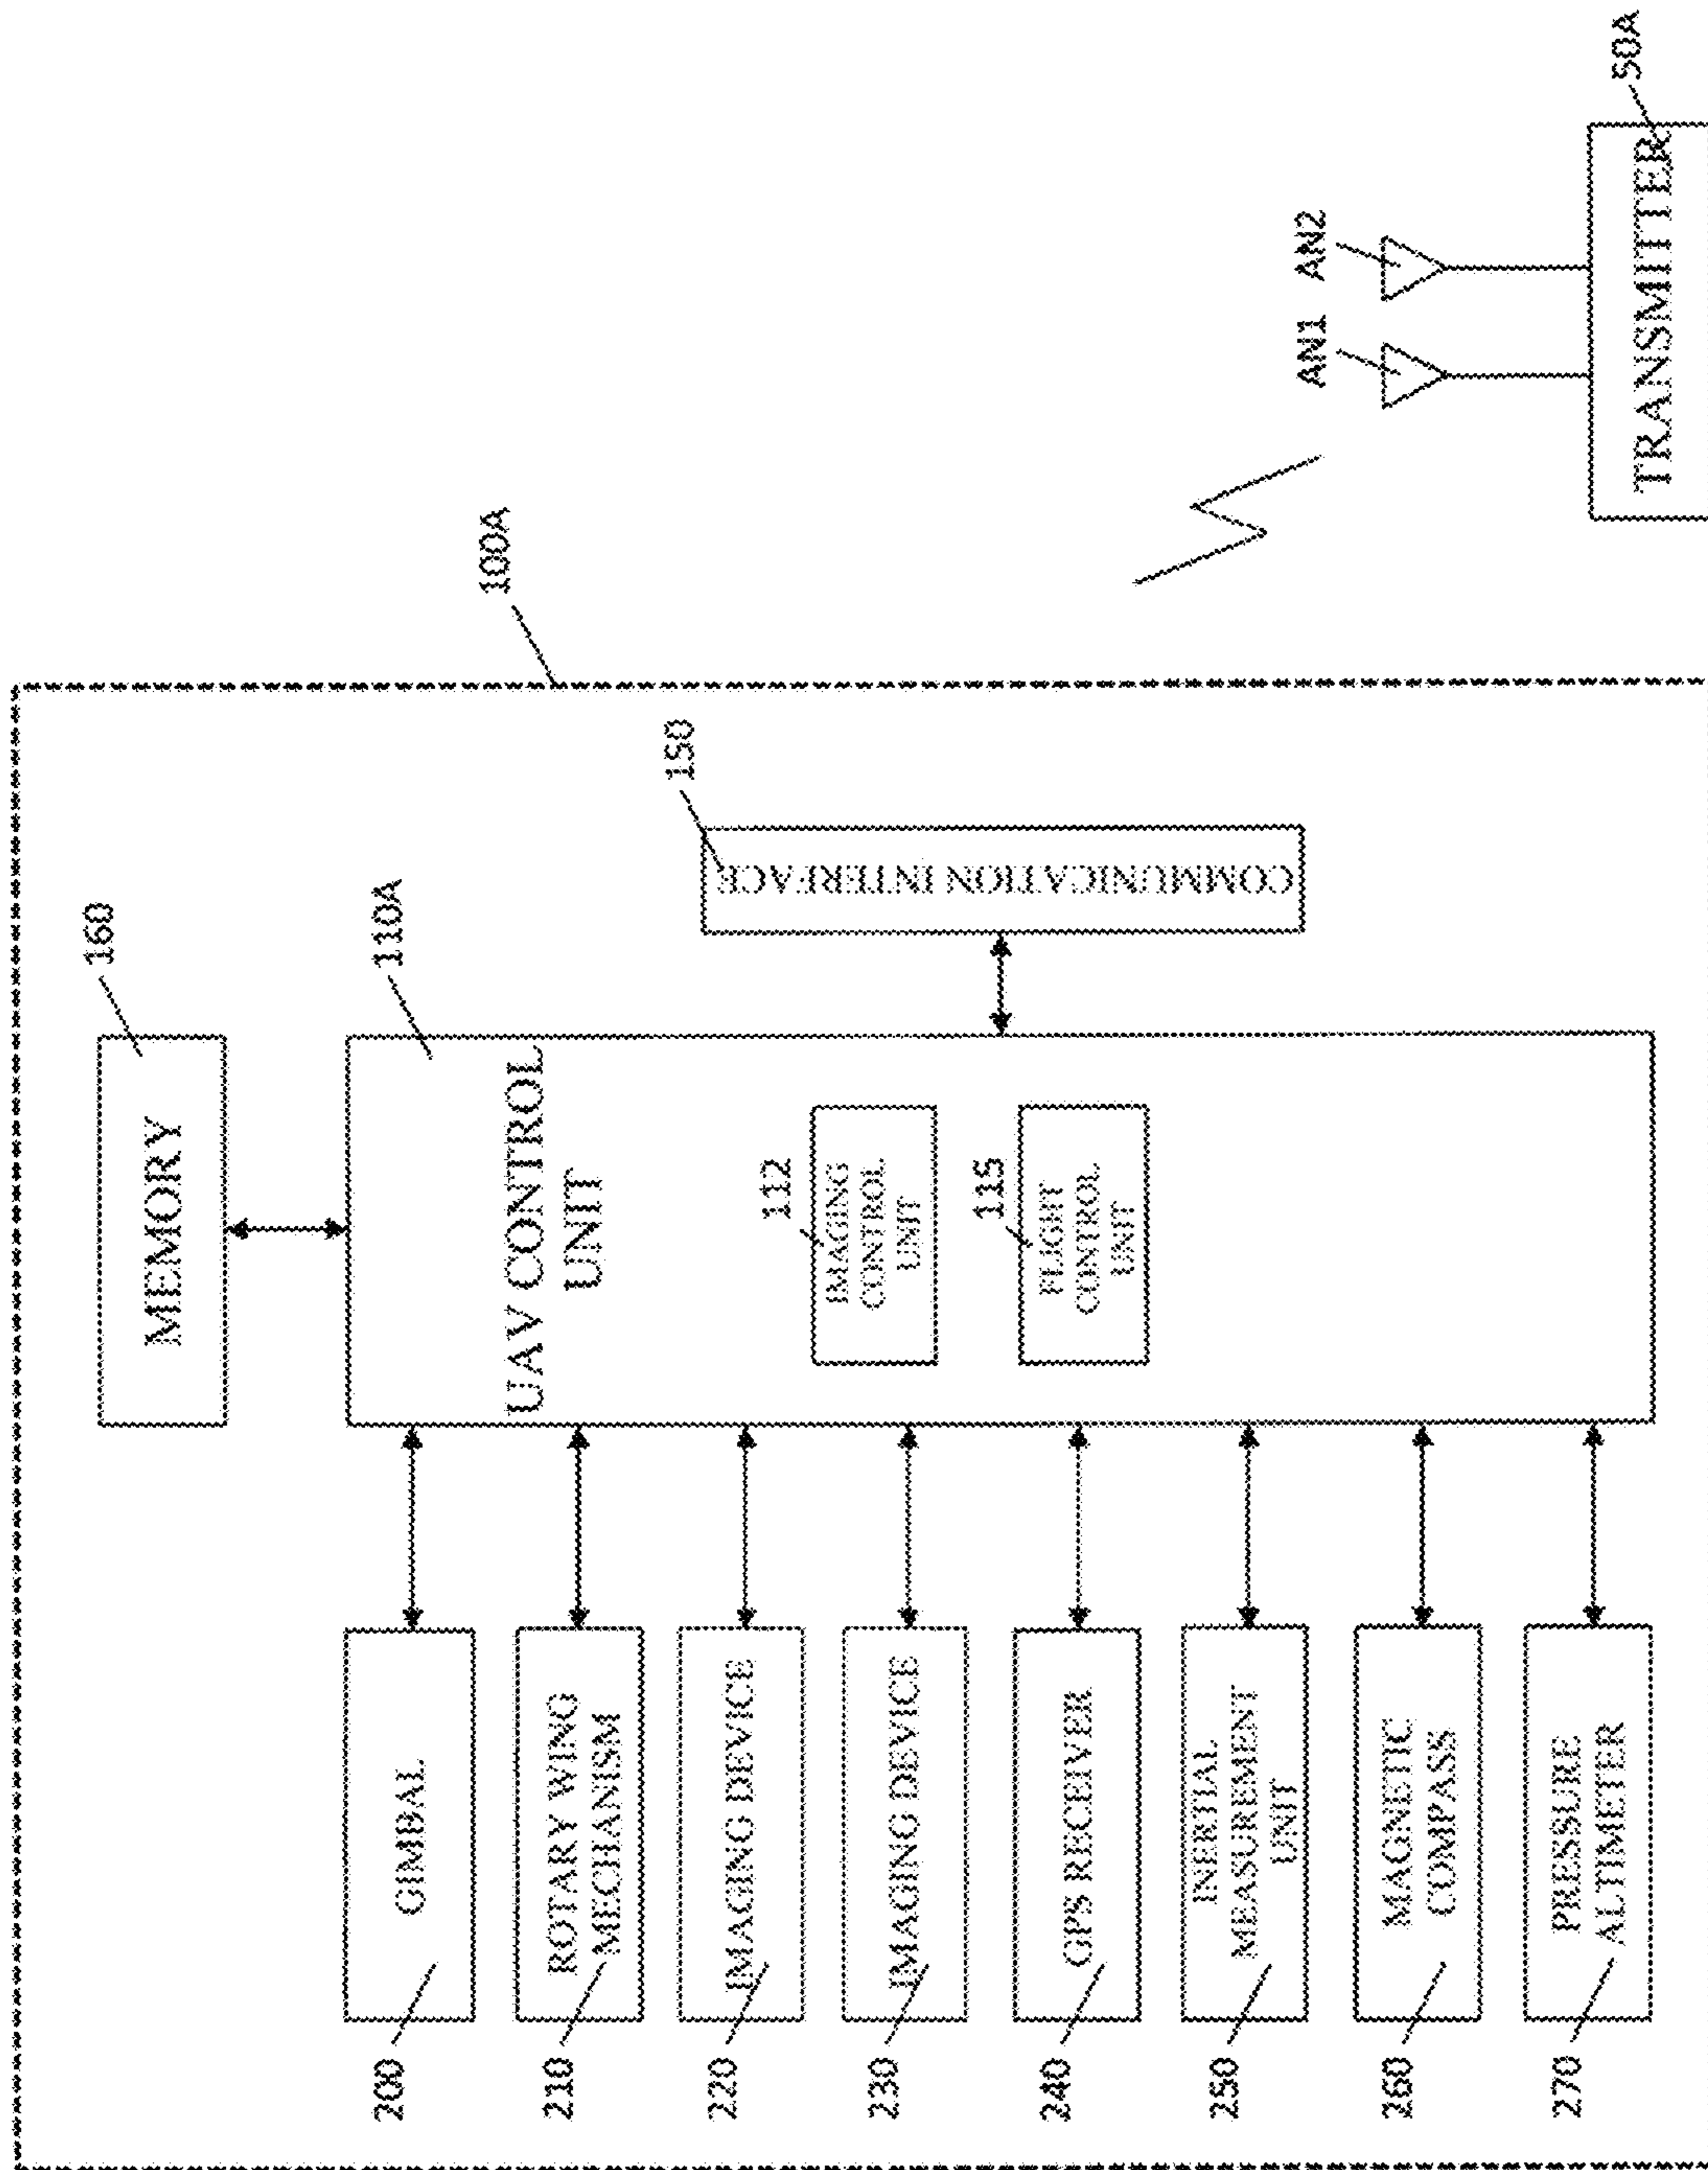 100A
160
MEMORY
110A
UAV CONTROL
UNIT
150
COMMUNICATION INTERFACE
112
IMAGING
CONTROL
UNIT
115
FLIGHT
CONTROL
UNIT
200
GIMBAL
210
ROTARY WING
MECHANISM
220
IMAGING DEVICE
230
IMAGING DEVICE
240
GPS RECEIVER
250
INERTIAL
MEASUREMENT
UNIT
260
MAGNETIC
COMPASS
270
PRESSURE
ALTIMETER
AN1
AN2
TRANSMITTER
50A